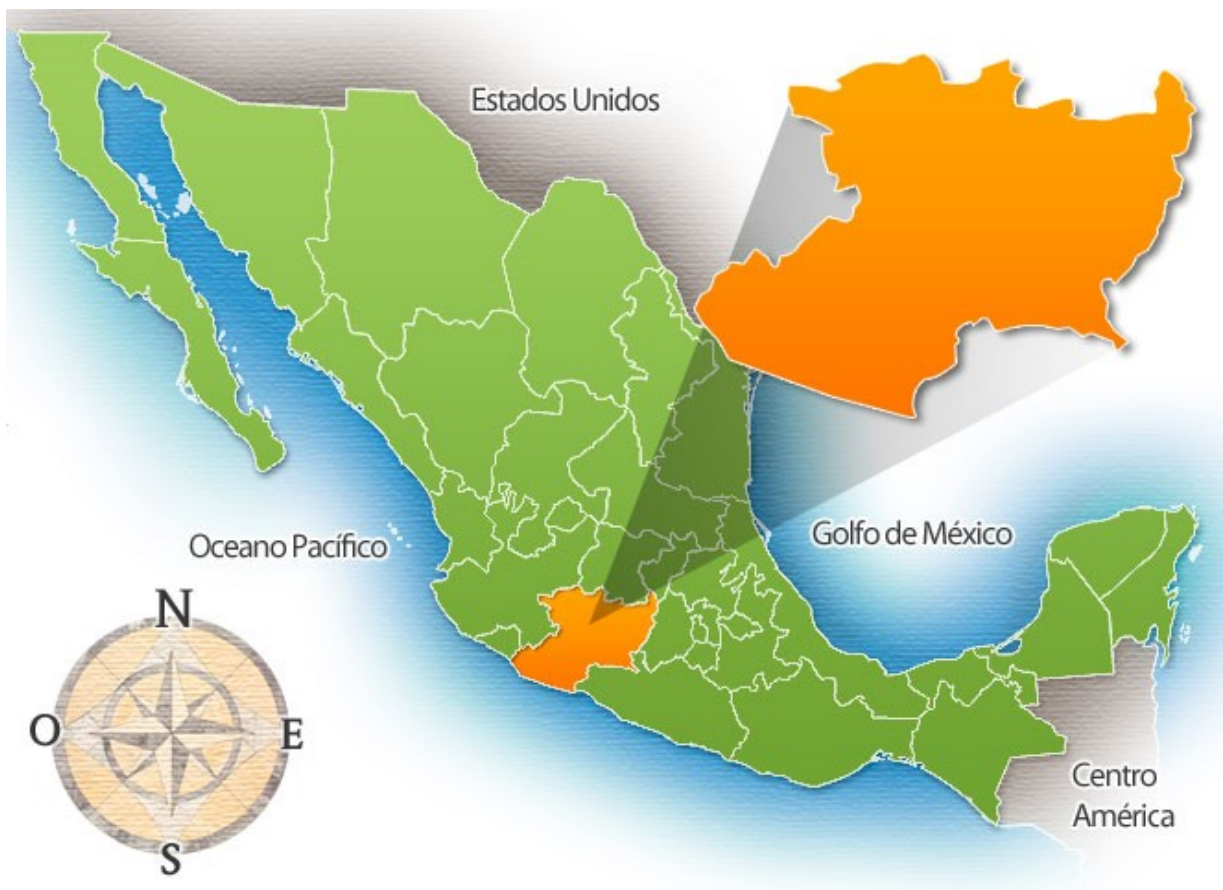 Estados Unidos
Oceano Pacífico
Golfo de México
N
O
E
S
Centro
América